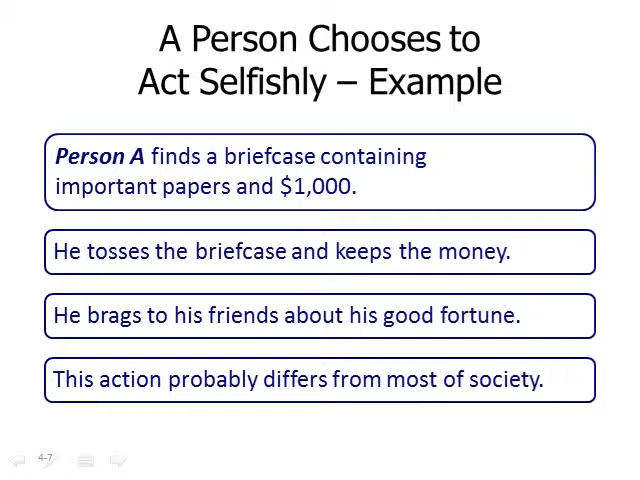 A Person Chooses to
Act Selfishly – Example
Person A finds a briefcase containing
important papers and $1,000.
He tosses the briefcase and keeps the money.
He brags to his friends about his good fortune.
This action probably differs from most of society.
4-7